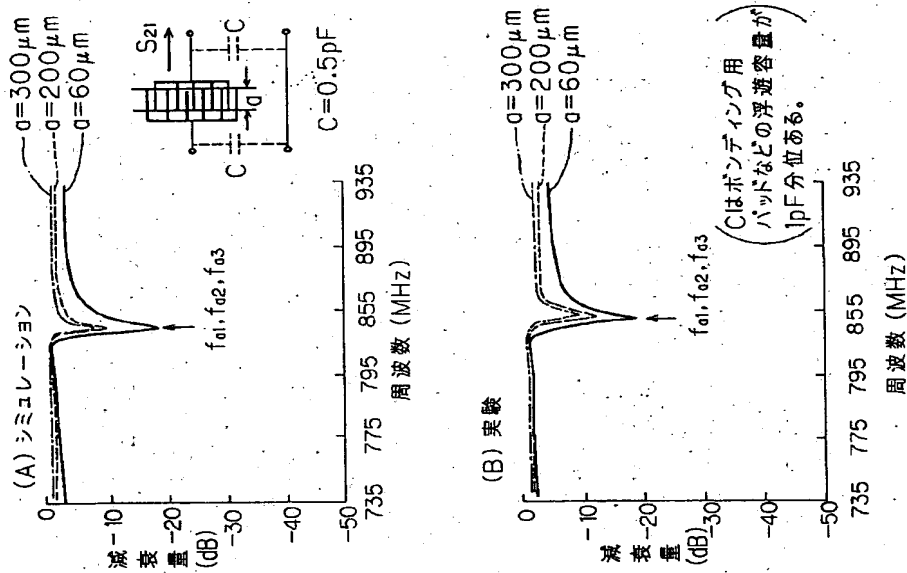 (A) シミュレーション
0
-10
-20
-30
-40
-50
減衰量
(dB)
735
775
795
855
895
935
周波数 (MHz)
fa1, fa2, fa3
a=300μm
a=200μm
a=60μm
S21
C
C
a
C=0.5pF
(B) 実験
0
-10
-20
-30
-40
-50
減衰量
(dB)
735
775
795
855
895
935
周波数 (MHz)
fa1, fa2, fa3
a=300μm
a=200μm
a=60μm
(Cはボンディング用
パッドなどの浮遊容量が
1pF分位ある。)